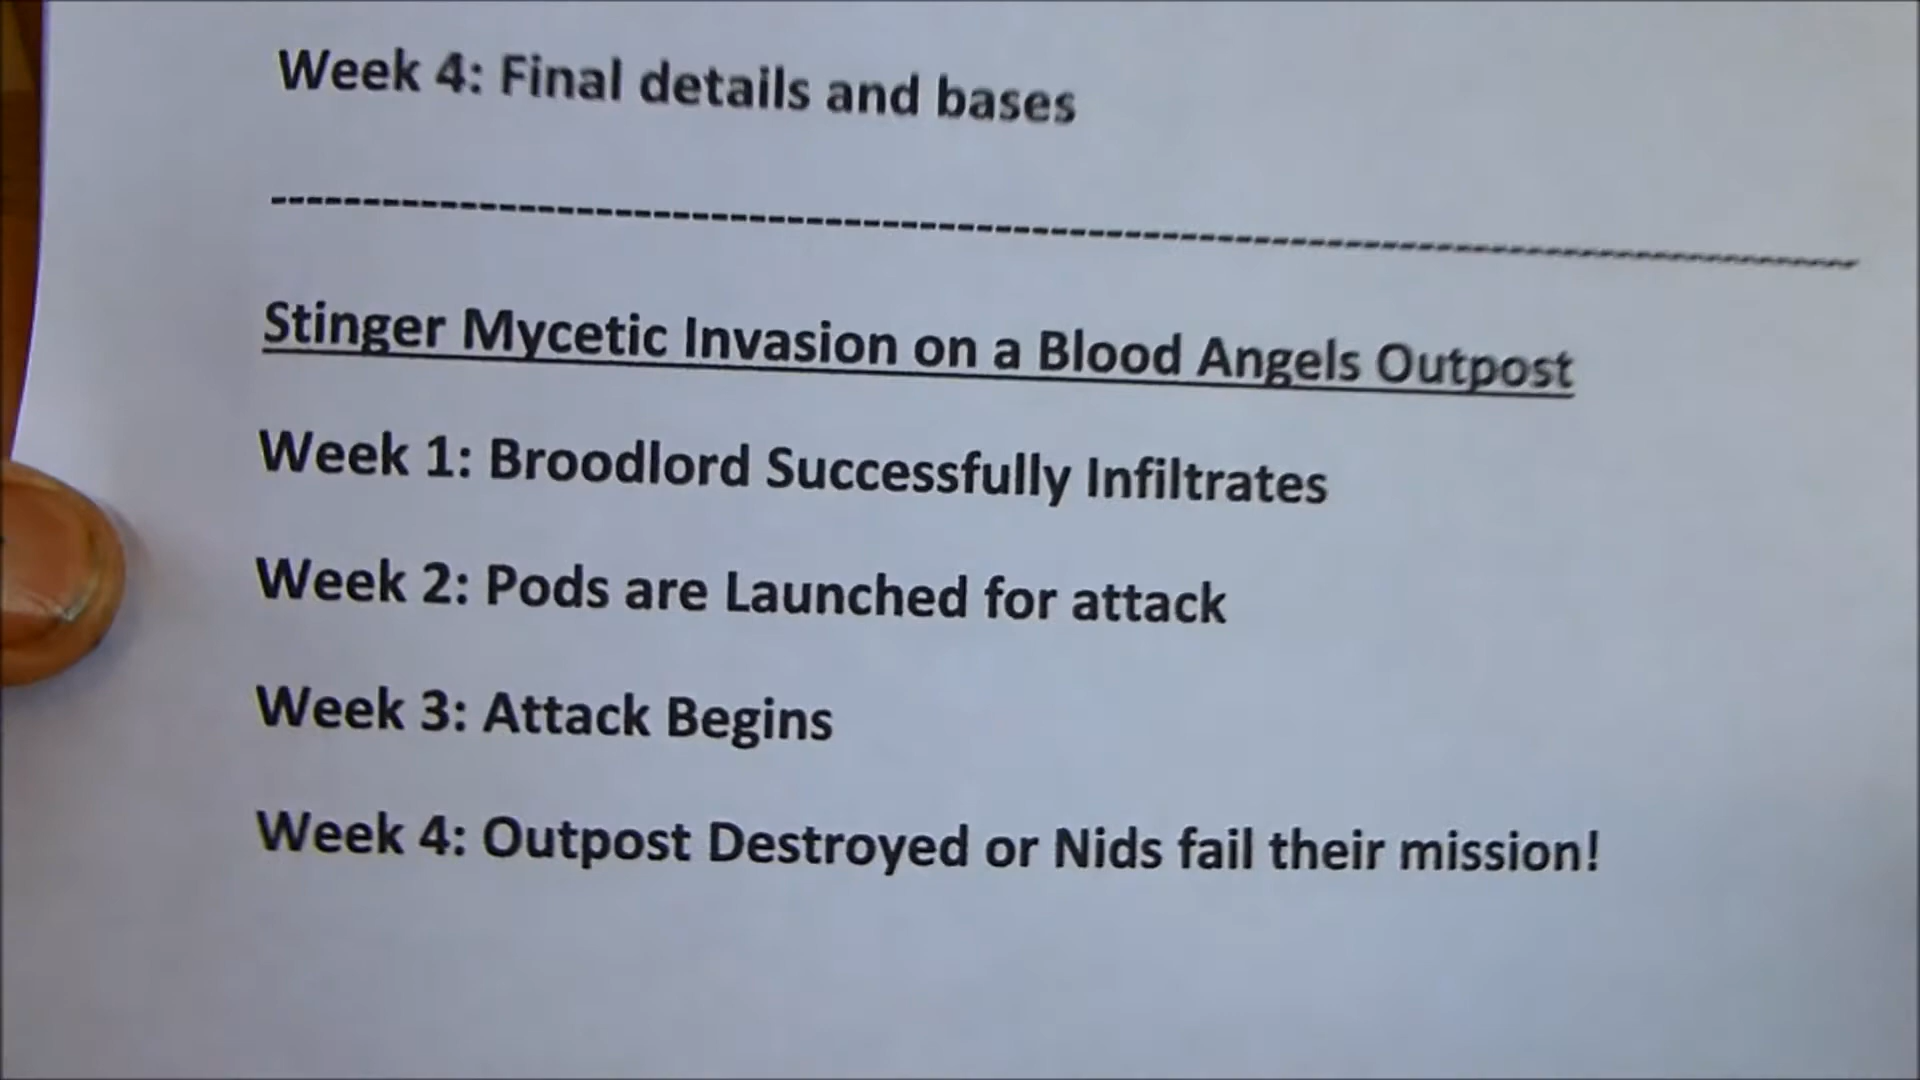 Week 4: Final details and bases
--------------------------------------------------------------------------------
Stinger Mycetic Invasion on a Blood Angels Outpost
Week 1: Broodlord Successfully Infiltrates
Week 2: Pods are Launched for attack
Week 3: Attack Begins
Week 4: Outpost Destroyed or Nids fail their mission!